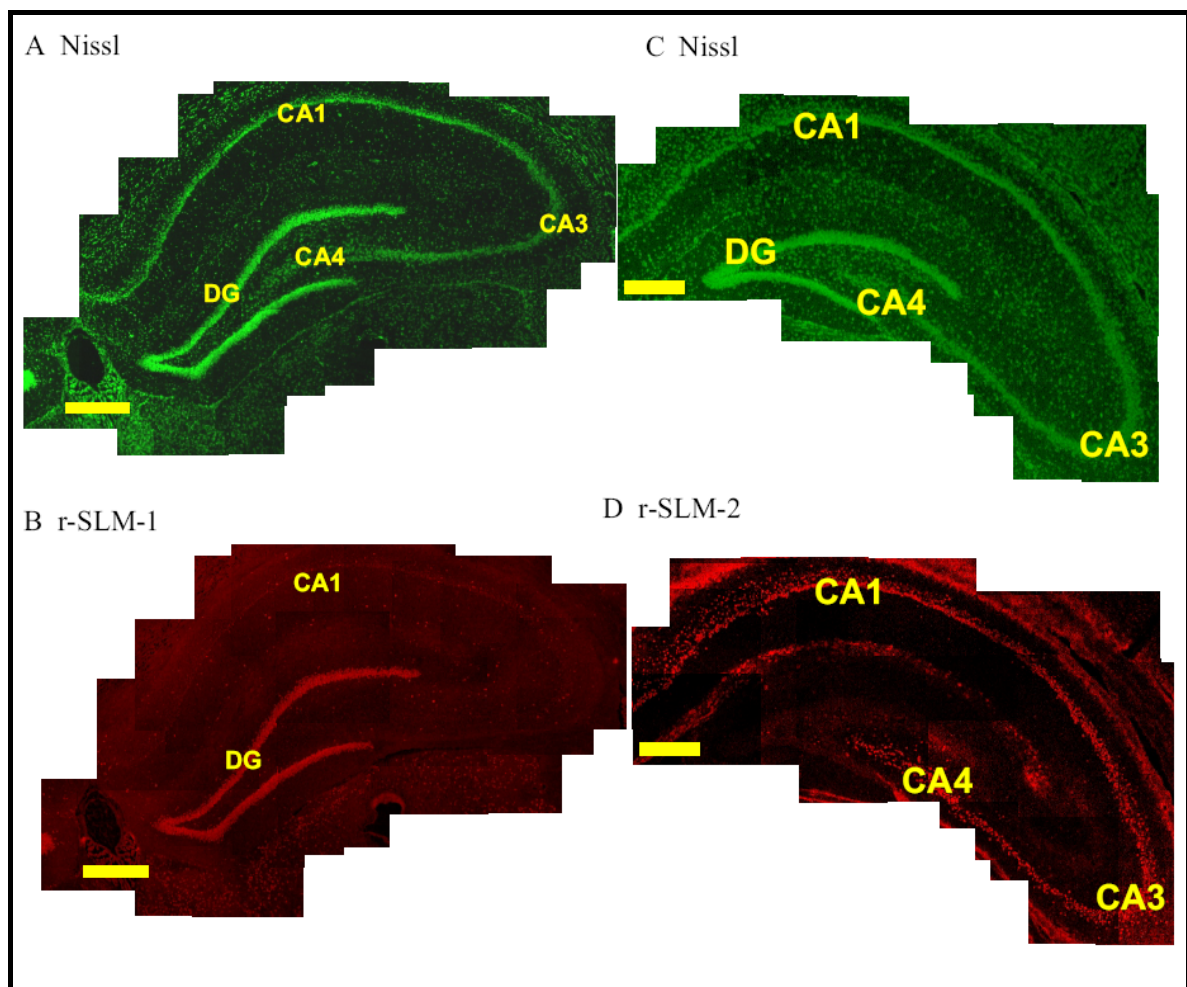 A Nissl
CA1
CA3
CA4
DG
C Nissl
CA1
DG
CA4
CA3
B r-SLM-1
CA1
DG
D r-SLM-2
CA1
CA4
CA3